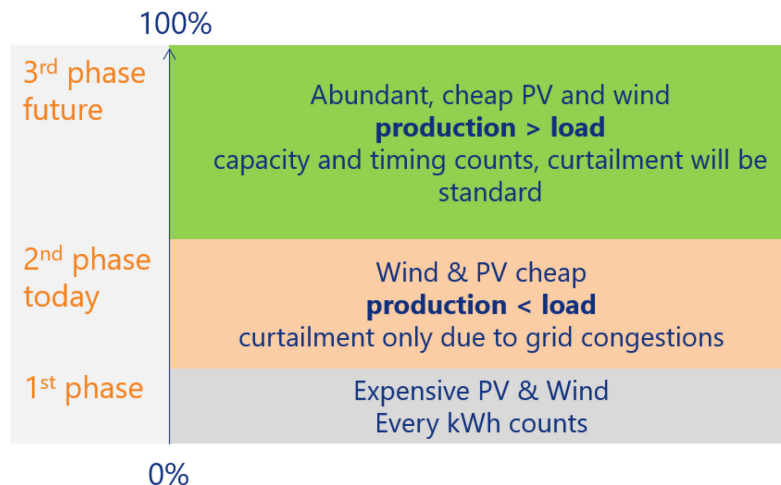 100%
3rd phase
future
Abundant, cheap PV and wind
production > load
capacity and timing counts, curtailment will be
standard
2nd phase
today
Wind & PV cheap
production < load
curtailment only due to grid congestions
1st phase
Expensive PV & Wind
Every kWh counts
0%